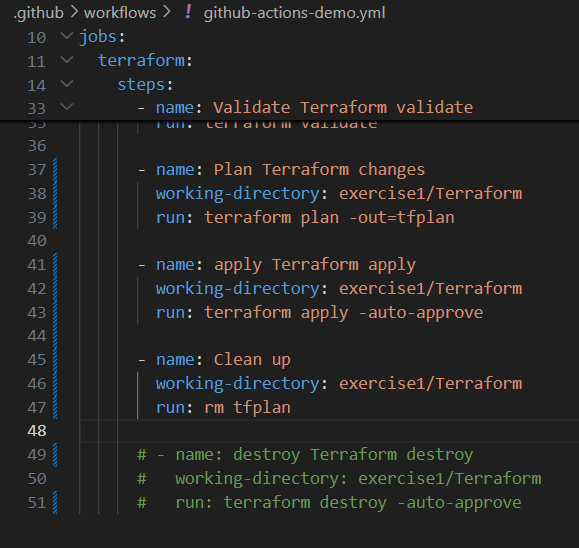 .github > workflows > ! github-actions-demo.yml
10 jobs:
11 terraform:
14 steps:
33 - name: Validate Terraform validate
35 run: terraform validate
36
37 - name: Plan Terraform changes
38 working-directory: exercise1/Terraform
39 run: terraform plan -out=tfplan
40
41 - name: apply Terraform apply
42 working-directory: exercise1/Terraform
43 run: terraform apply -auto-approve
44
45 - name: Clean up
46 working-directory: exercise1/Terraform
47 run: rm tfplan
48
49 # - name: destroy Terraform destroy
50 #   working-directory: exercise1/Terraform
51 #   run: terraform destroy -auto-approve